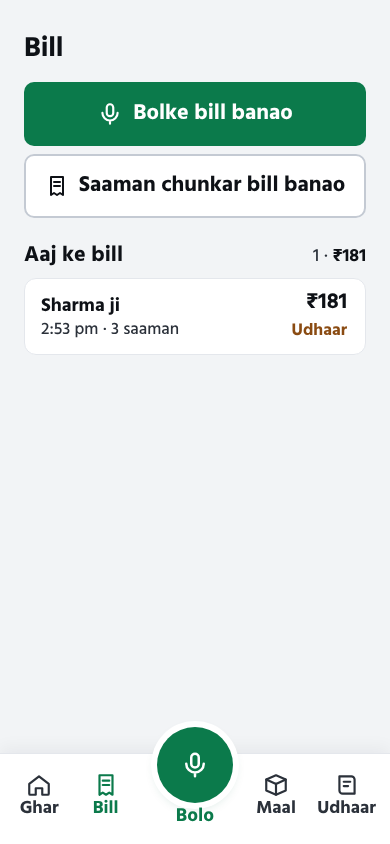 Bill
Bolke bill banao
Saaman chunkar bill banao
Aaj ke bill
1 · ₹181
Sharma ji
₹181
2:53 pm · 3 saaman
Udhaar
Ghar
Bill
Bolo
Maal
Udhaar